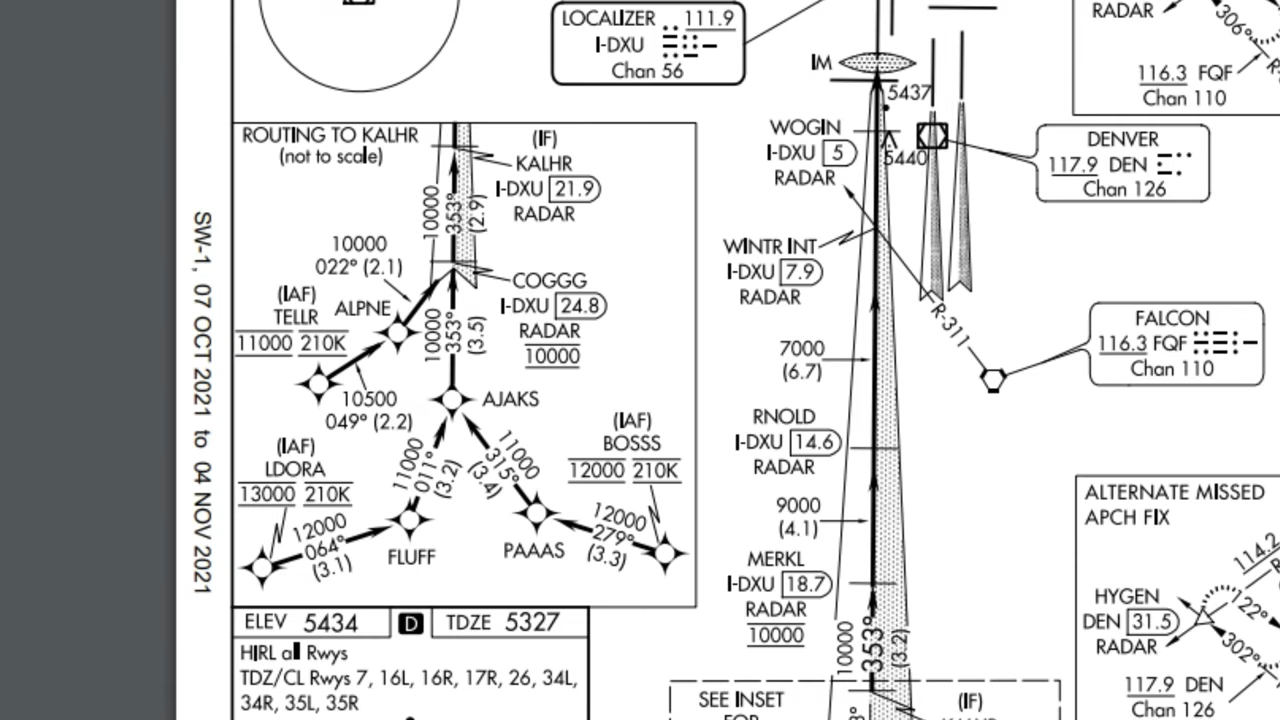 LOCALIZER 111.9
I-DXU
Chan 56
RADAR
306°
116.3 FQF
Chan 110
IM
5437
WOGIN
I-DXU 5
RADAR
5440
DENVER
117.9 DEN
Chan 126
ROUTING TO KALHR
(not to scale)
(IF)
KALHR
I-DXU 21.9
RADAR
10000
353°
(2.9)
10000
022° (2.1)
COGGG
I-DXU 24.8
RADAR
10000
(IAF)
TELLR
11000 210K
ALPNE
10000
353°
(3.5)
10500
049° (2.2)
AJAKS
(IAF)
BOSSS
12000 210K
(IAF)
LDORA
13000 210K
11000
011°
(3.2)
11000
315°
(3.4)
12000
064°
(3.1)
FLUFF
PAAAS
12000
279°
(3.3)
WINTR INT
I-DXU 7.9
RADAR
R-311
FALCON
116.3 FQF
Chan 110
7000
(6.7)
RNOLD
I-DXU 14.6
RADAR
9000
(4.1)
MERKL
I-DXU 18.7
RADAR
10000
10000
353°
(3.2)
SEE INSET
FOR
(IF)
ALTERNATE MISSED
APCH FIX
114.2
HYGEN
DEN 31.5
RADAR
22°
302°
117.9 DEN
Chan 126
SW-1, 07 OCT 2021 to 04 NOV 2021
ELEV 5434
D
TDZE 5327
HIRL all Rwys
TDZ/CL Rwys 7, 16L, 16R, 17R, 26, 34L,
34R, 35L, 35R